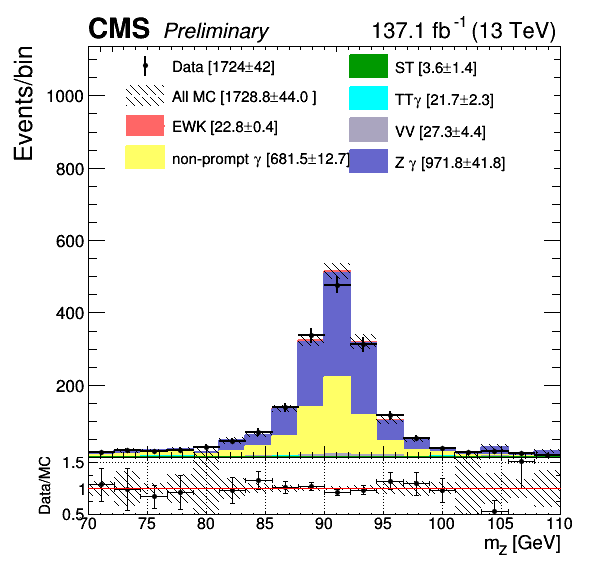 CMS Preliminary 137.1 fb⁻¹ (13 TeV)
Events/bin
Data [1724±42]
All MC [1728.8±44.0 ]
EWK [22.8±0.4]
non-prompt γ [681.5±12.7]
ST [3.6±1.4]
TTγ [21.7±2.3]
VV [27.3±4.4]
Z γ [971.8±41.8]
1000
800
600
400
200
Data/MC
1.5
1
0.5
70 75 80 85 90 95 100 105 110
m_Z [GeV]